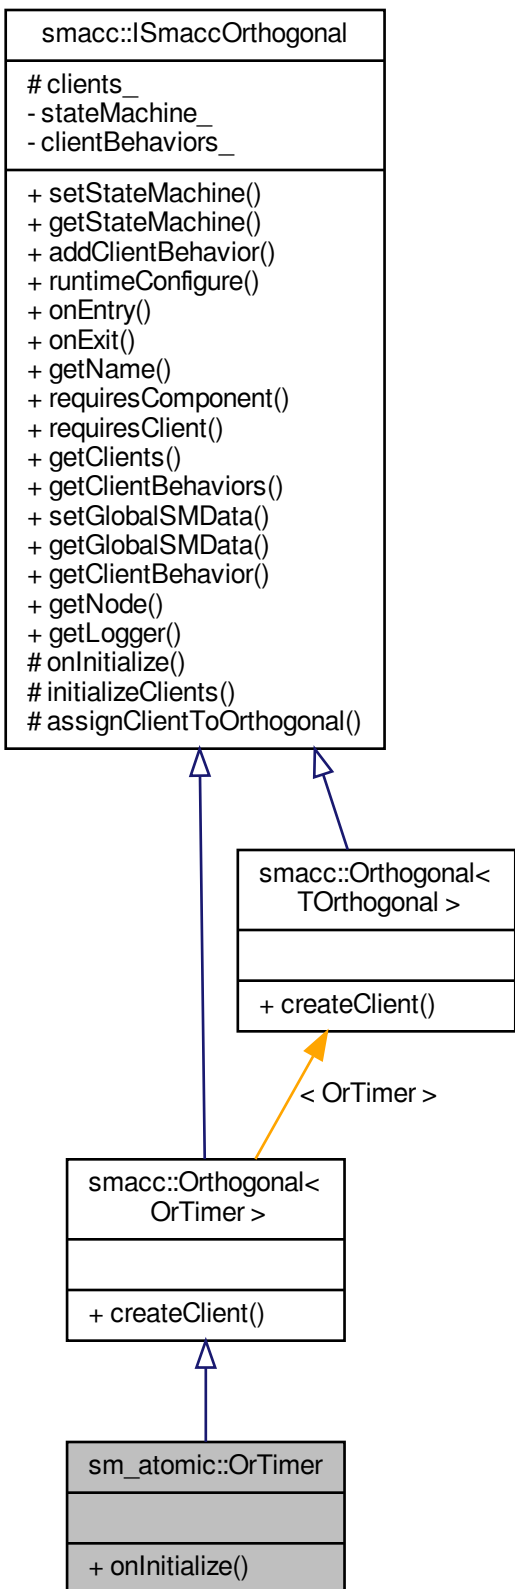 smacc::ISmaccOrthogonal
# clients_
- stateMachine_
- clientBehaviors_
+ setStateMachine()
+ getStateMachine()
+ addClientBehavior()
+ runtimeConfigure()
+ onEntry()
+ onExit()
+ getName()
+ requiresComponent()
+ requiresClient()
+ getClients()
+ getClientBehaviors()
+ setGlobalSMData()
+ getGlobalSMData()
+ getClientBehavior()
+ getNode()
+ getLogger()
# onInitialize()
# initializeClients()
# assignClientToOrthogonal()
smacc::Orthogonal<
TOrthogonal >
+ createClient()
< OrTimer >
smacc::Orthogonal<
OrTimer >
+ createClient()
sm_atomic::OrTimer
+ onInitialize()